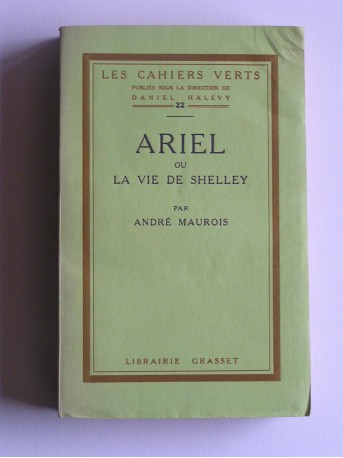 LES CAHIERS VERTS
PUBLIÉS SOUS LA DIRECTION DE
DANIEL HALÉVY
22
ARIEL
OU
LA VIE DE SHELLEY
PAR
ANDRÉ MAUROIS
LIBRAIRIE GRASSET